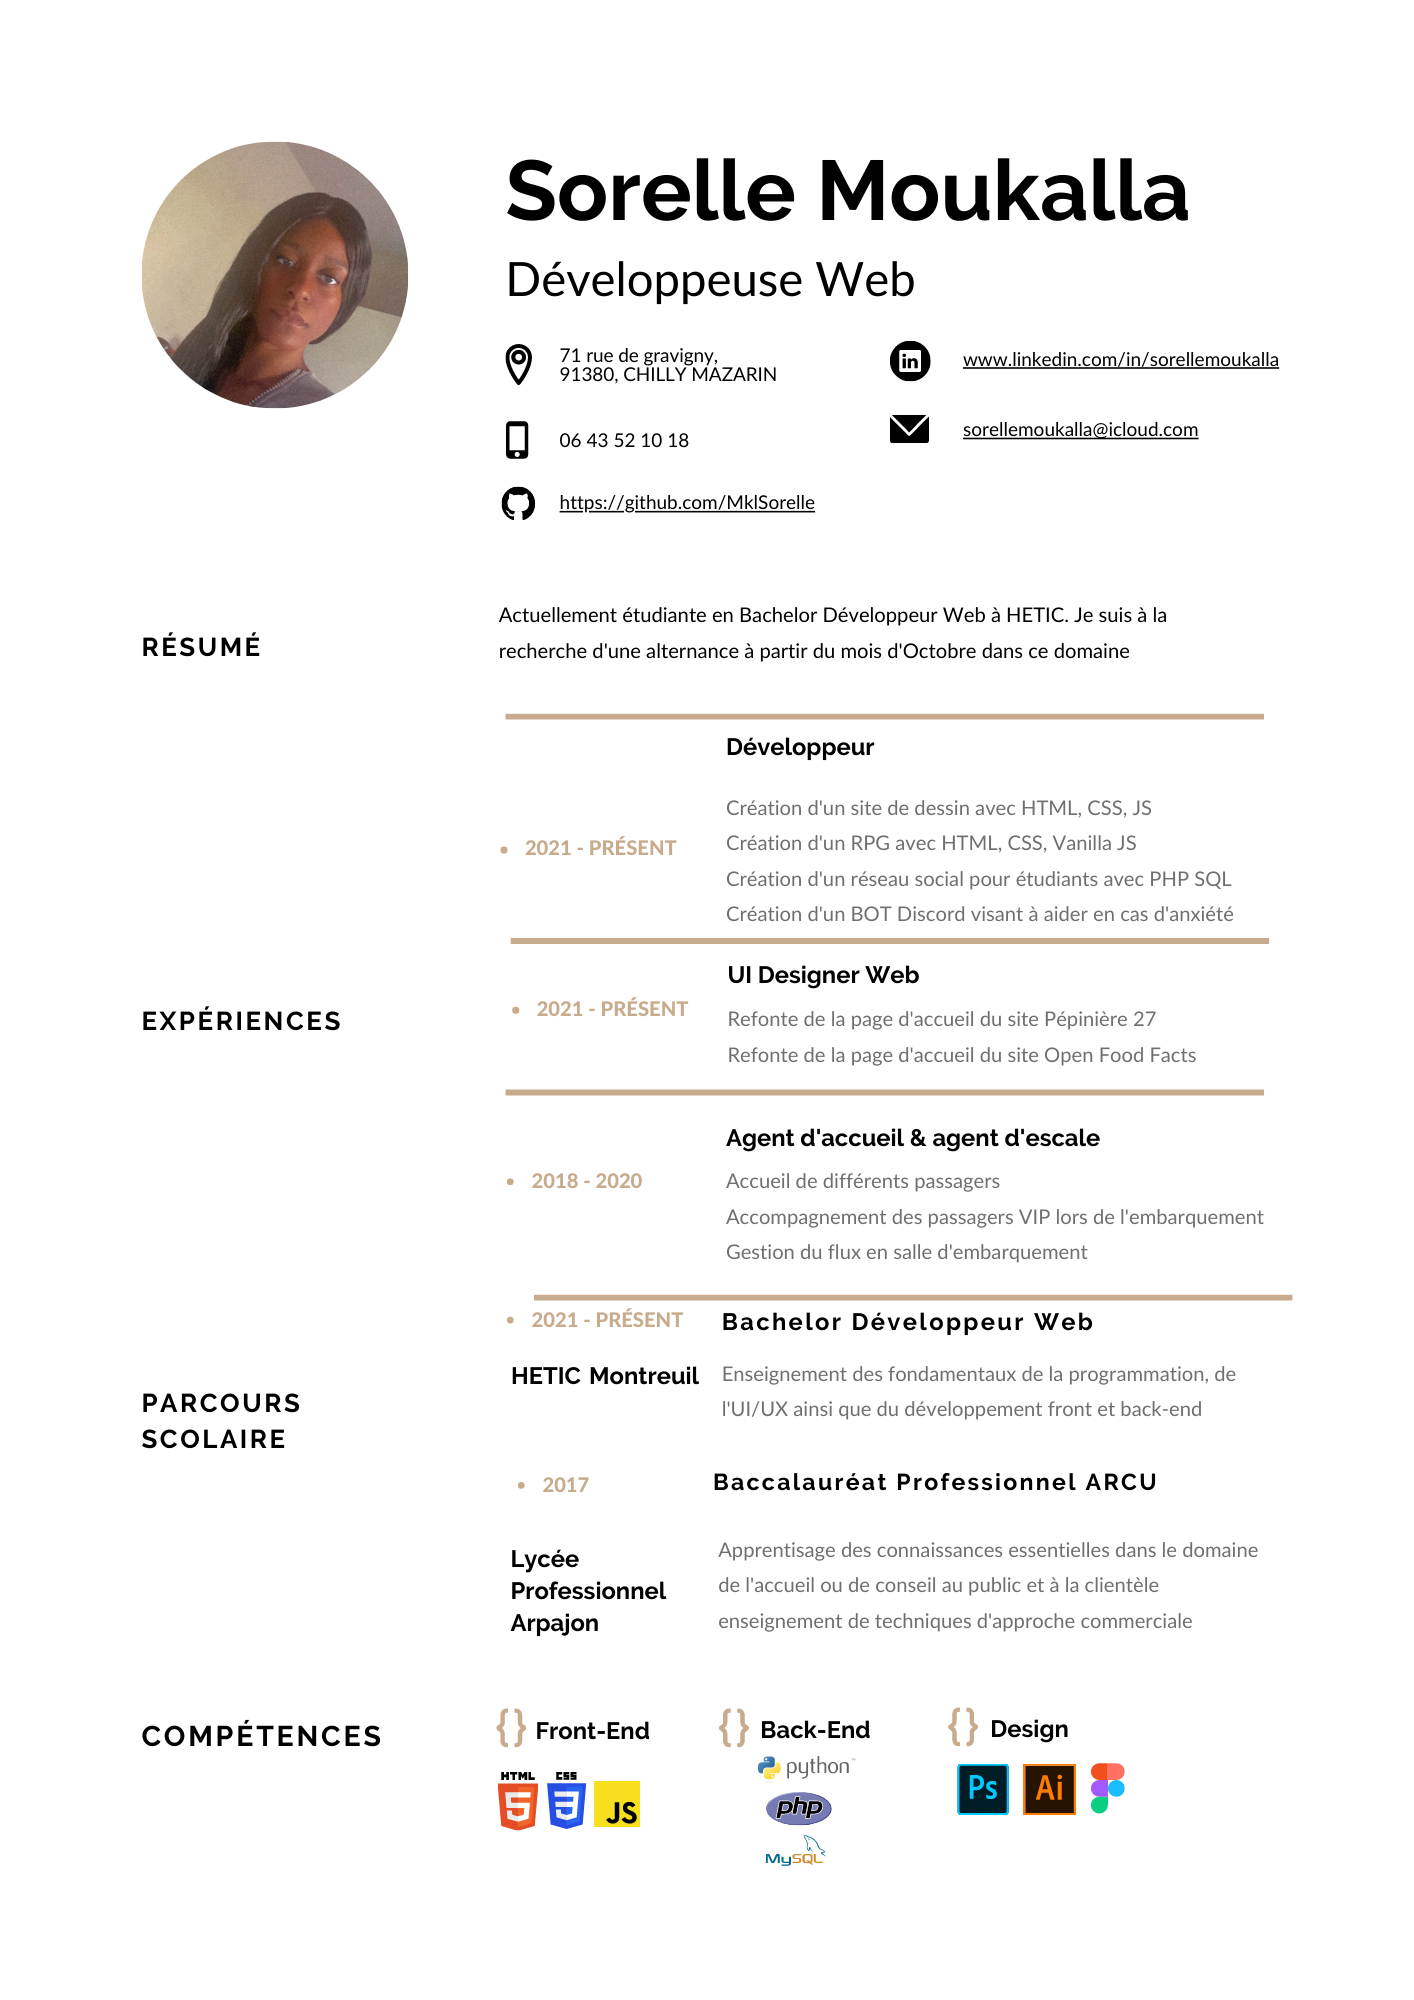 Sorelle Moukalla
Développeuse Web
71 rue de gravigny,
91380, CHILLY MAZARIN
www.linkedin.com/in/sorellemoukalla
06 43 52 10 18
sorellemoukalla@icloud.com
https://github.com/MklSorelle
RÉSUMÉ
Actuellement étudiante en Bachelor Développeur Web à HETIC. Je suis à la
recherche d'une alternance à partir du mois d'Octobre dans ce domaine
EXPÉRIENCES
Développeur
2021 - PRÉSENT
Création d'un site de dessin avec HTML, CSS, JS
Création d'un RPG avec HTML, CSS, Vanilla JS
Création d'un réseau social pour étudiants avec PHP SQL
Création d'un BOT Discord visant à aider en cas d'anxiété
UI Designer Web
2021 - PRÉSENT
Refonte de la page d'accueil du site Pépinière 27
Refonte de la page d'accueil du site Open Food Facts
Agent d'accueil & agent d'escale
2018 - 2020
Accueil de différents passagers
Accompagnement des passagers VIP lors de l'embarquement
Gestion du flux en salle d'embarquement
PARCOURS
SCOLAIRE
2021 - PRÉSENT
Bachelor Développeur Web
HETIC Montreuil
Enseignement des fondamentaux de la programmation, de
l'UI/UX ainsi que du développement front et back-end
2017
Baccalauréat Professionnel ARCU
Lycée
Professionnel
Arpajon
Apprentisage des connaissances essentielles dans le domaine
de l'accueil ou de conseil au public et à la clientèle
enseignement de techniques d'approche commerciale
COMPÉTENCES
{} Front-End
HTML 5 CSS 3 JS
{} Back-End
python™
php
MySQL
{} Design
Ps Ai